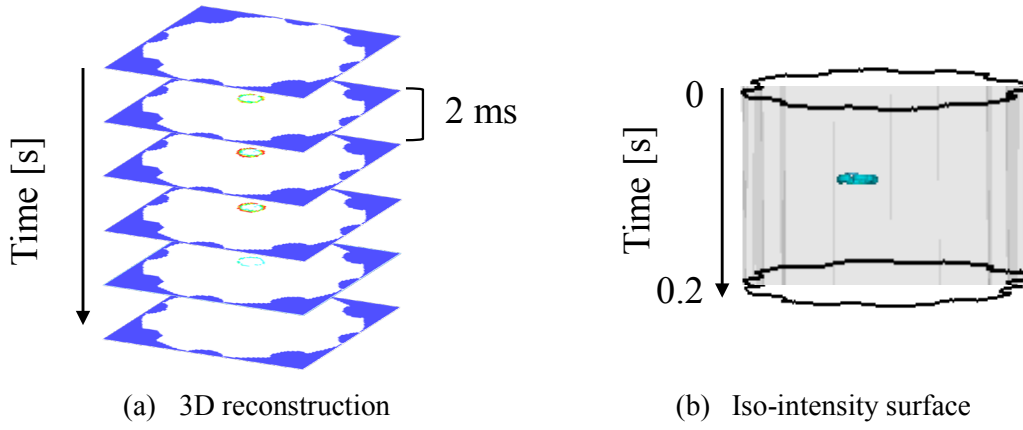 Time [s]
2 ms
(a) 3D reconstruction
Time [s]
0
0.2
(b) Iso-intensity surface